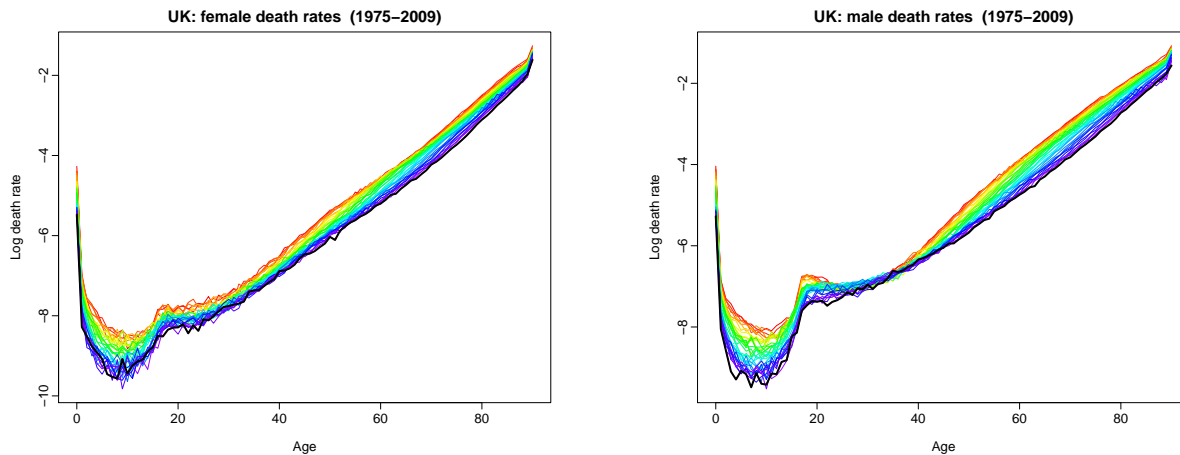 UK: female death rates (1975−2009)
Log death rate
−2
−4
−6
−8
−10
0 20 40 60 80
Age
UK: male death rates (1975−2009)
Log death rate
−2
−4
−6
−8
0 20 40 60 80
Age